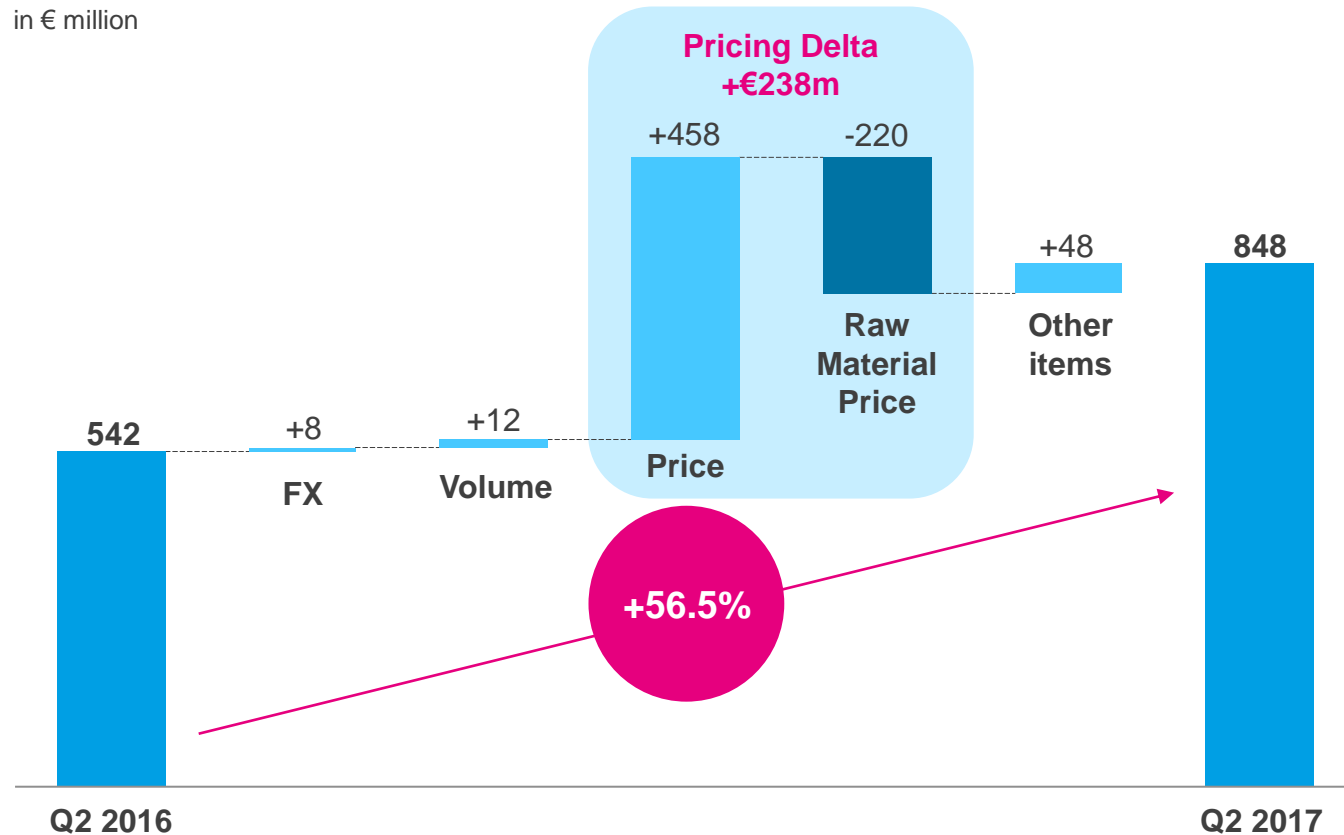 in € million
Pricing Delta
+€238m
+458
-220
+48
848
542
+8
+12
Raw
Material
Price
Other
items
Price
Volume
FX
+56.5%
Q2 2016
Q2 2017